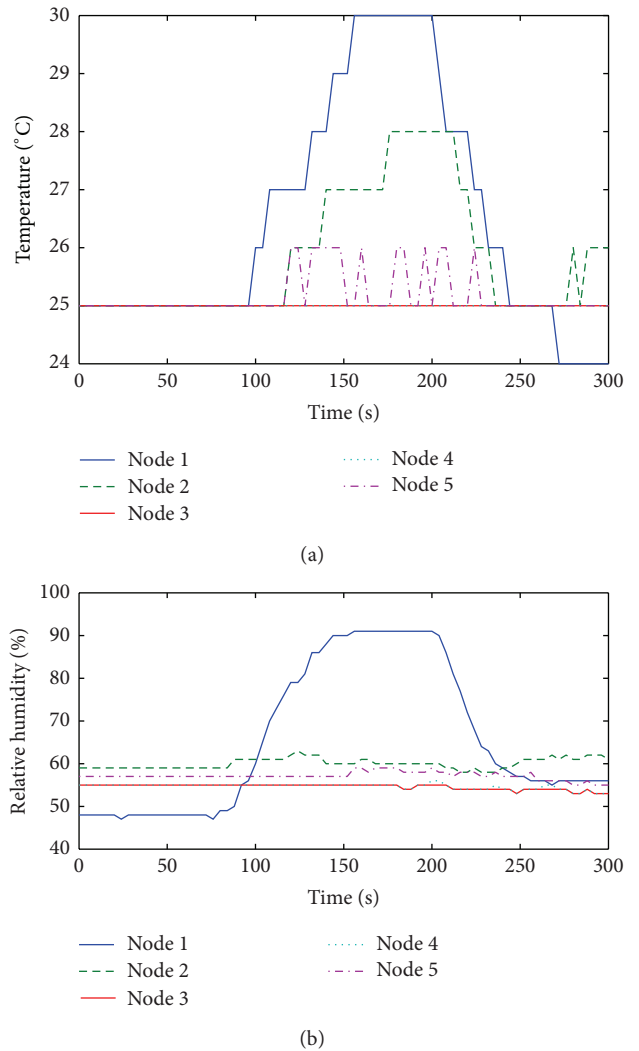 30
29
28
27
26
25
24
Temperature (°C)
0 50 100 150 200 250 300
Time (s)
Node 1
Node 2
Node 3
Node 4
Node 5
(a)
100
90
80
70
60
50
40
Relative humidity (%)
0 50 100 150 200 250 300
Time (s)
Node 1
Node 2
Node 3
Node 4
Node 5
(b)